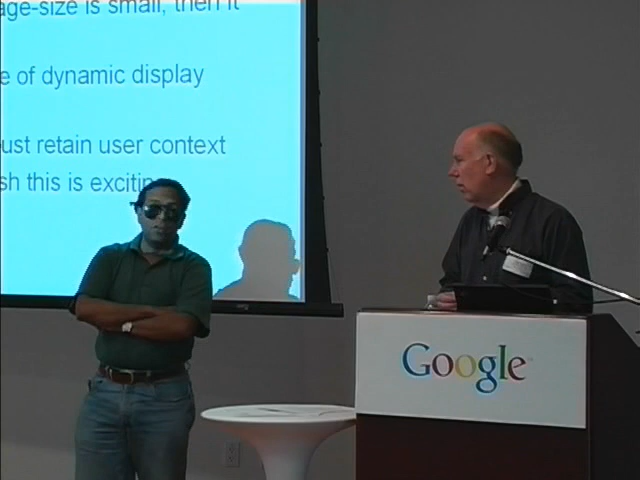 age-size is small, then it
e of dynamic display
ust retain user context
sh this is excitin
Google